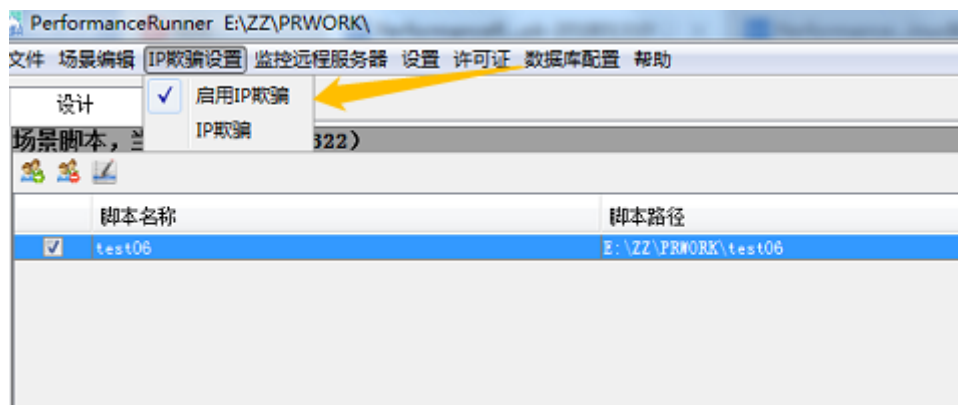 PerformanceRunner E:\ZZ\PRWORK\
文件 场景编辑 IP欺骗设置 监控远程服务器 设置 许可证 数据库配置 帮助
设计
启用IP欺骗
IP欺骗
场景脚本，
322)
脚本名称 脚本路径
test06 E:\ZZ\PRWORK\test06